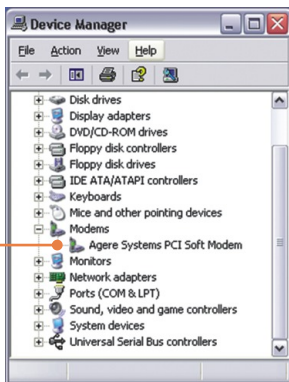 Device Manager
File Action View Help
Disk drives
Display adapters
DVD/CD-ROM drives
Floppy disk controllers
Floppy disk drives
IDE ATA/ATAPI controllers
Keyboards
Mice and other pointing devices
Modems
Agere Systems PCI Soft Modem
Monitors
Network adapters
Ports (COM & LPT)
Sound, video and game controllers
System devices
Universal Serial Bus controllers